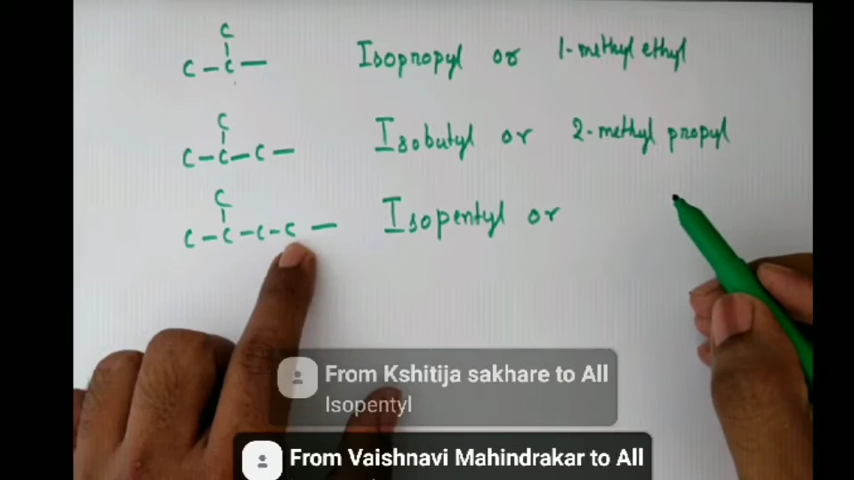 C
C - C - Isopropyl or 1-methyl ethyl
C
C - C - C - Isobutyl or 2-methyl propyl
C
C - C - C - C - Isopentyl or
From Kshitija sakhare to All
Isopentyl
From Vaishnavi Mahindrakar to All